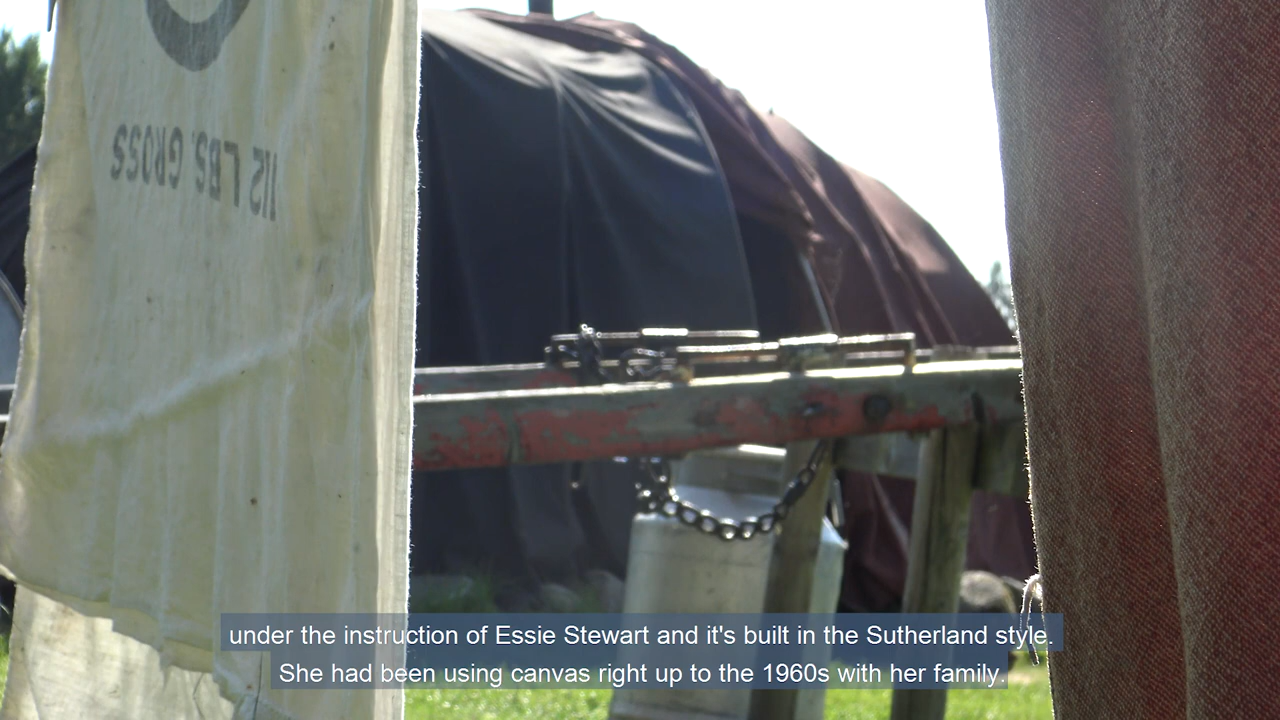 112 LBS. GROSS
under the instruction of Essie Stewart and it's built in the Sutherland style.
She had been using canvas right up to the 1960s with her family.